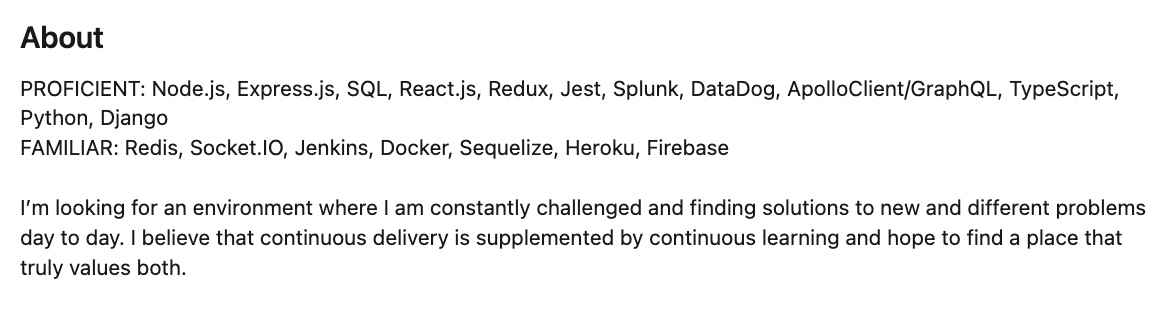 About
PROFICIENT: Node.js, Express.js, SQL, React.js, Redux, Jest, Splunk, DataDog, ApolloClient/GraphQL, TypeScript,
Python, Django
FAMILIAR: Redis, Socket.IO, Jenkins, Docker, Sequelize, Heroku, Firebase
I’m looking for an environment where I am constantly challenged and finding solutions to new and different problems
day to day. I believe that continuous delivery is supplemented by continuous learning and hope to find a place that
truly values both.